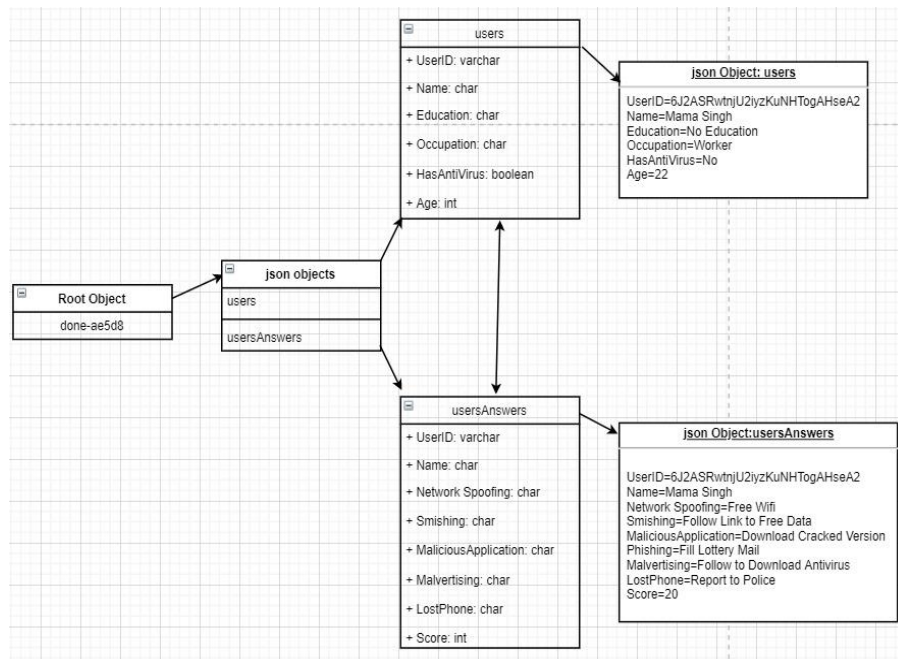 users
+ UserID: varchar
+ Name: char
+ Education: char
+ Occupation: char
+ HasAntiVirus: boolean
+ Age: int
json Object: users
UserID=6J2ASRwtnjU2iyzKuNHTogAHseA2
Name=Mama Singh
Education=No Education
Occupation=Worker
HasAntiVirus=No
Age=22
json objects
users
usersAnswers
Root Object
done-ae5d8
usersAnswers
+ UserID: varchar
+ Name: char
+ Network Spoofing: char
+ Smishing: char
+ MaliciousApplication: char
+ Malvertising: char
+ LostPhone: char
+ Score: int
json Object:usersAnswers
UserID=6J2ASRwtnjU2iyzKuNHTogAHseA2
Name=Mama Singh
Network Spoofing=Free Wifi
Smishing=Follow Link to Free Data
MaliciousApplication=Download Cracked Version
Phishing=Fill Lottery Mail
Malvertising=Follow to Download Antivirus
LostPhone=Report to Police
Score=20